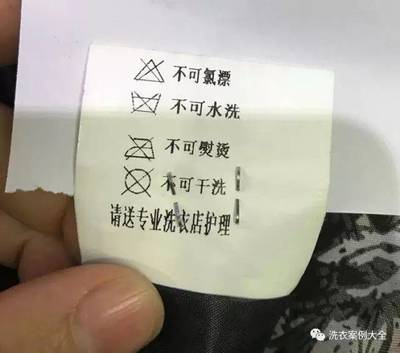 不可氯漂
不可水洗
不可熨烫
不可干洗
请送专业洗衣店护理
洗衣案例大全